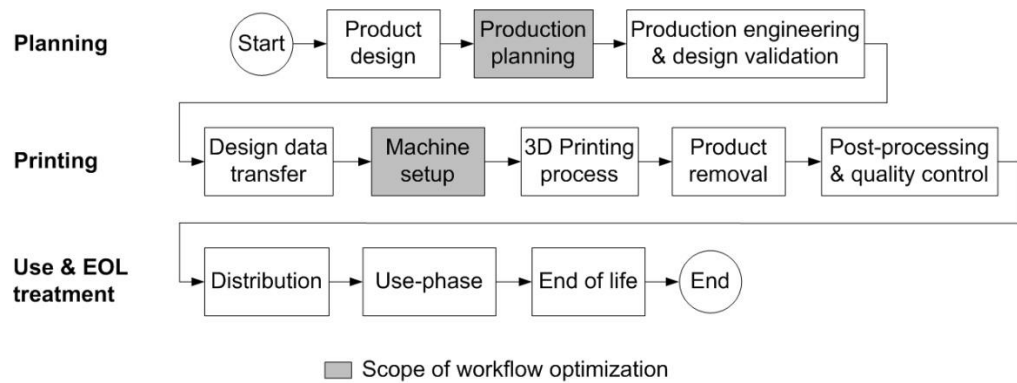 Planning
Start
Product
design
Production
planning
Production engineering
& design validation
Printing
Design data
transfer
Machine
setup
3D Printing
process
Product
removal
Post-processing
& quality control
Use & EOL
treatment
Distribution
Use-phase
End of life
End
Scope of workflow optimization